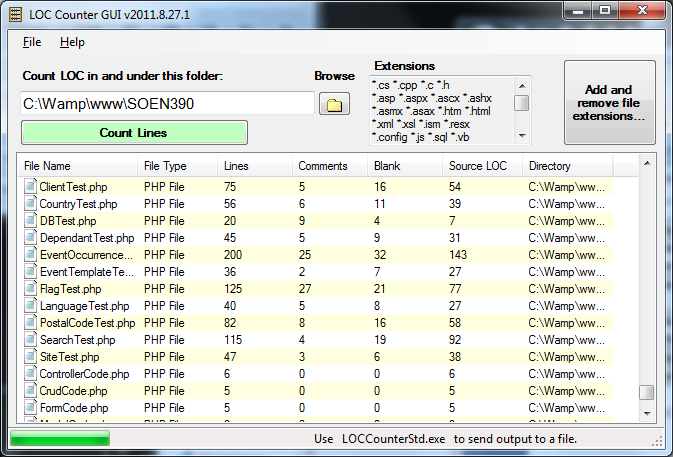 LOC Counter GUI v2011.8.27.1
File Help
Count LOC in and under this folder: Browse
C:\Wamp\www\SOEN390
Count Lines
Extensions
*.cs *.cpp *.c *.h
*.asp *.aspx *.ascx *.ashx
*.asmx *.asax *.htm *.html
*.xml *.xsl *.ism *.resx
*.config *.js *.sql *.vb
Add and
remove file
extensions...
File Name File Type Lines Comments Blank Source LOC Directory
ClientTest.php PHP File 75 5 16 54 C:\Wamp\ww...
CountryTest.php PHP File 56 6 11 39 C:\Wamp\ww...
DBTest.php PHP File 20 9 4 7 C:\Wamp\ww...
DependantTest.php PHP File 45 5 9 31 C:\Wamp\ww...
EventOccurrence... PHP File 200 25 32 143 C:\Wamp\ww...
EventTemplateTe... PHP File 36 2 7 27 C:\Wamp\ww...
FlagTest.php PHP File 125 27 21 77 C:\Wamp\ww...
LanguageTest.php PHP File 40 5 8 27 C:\Wamp\ww...
PostalCodeTest.php PHP File 82 8 16 58 C:\Wamp\ww...
SearchTest.php PHP File 115 4 19 92 C:\Wamp\ww...
SiteTest.php PHP File 47 3 6 38 C:\Wamp\ww...
ControllerCode.php PHP File 6 0 0 6 C:\Wamp\ww...
CrudCode.php PHP File 5 0 0 5 C:\Wamp\ww...
FormCode.php PHP File 5 0 0 5 C:\Wamp\ww...
Use LOCCounterStd.exe to send output to a file.